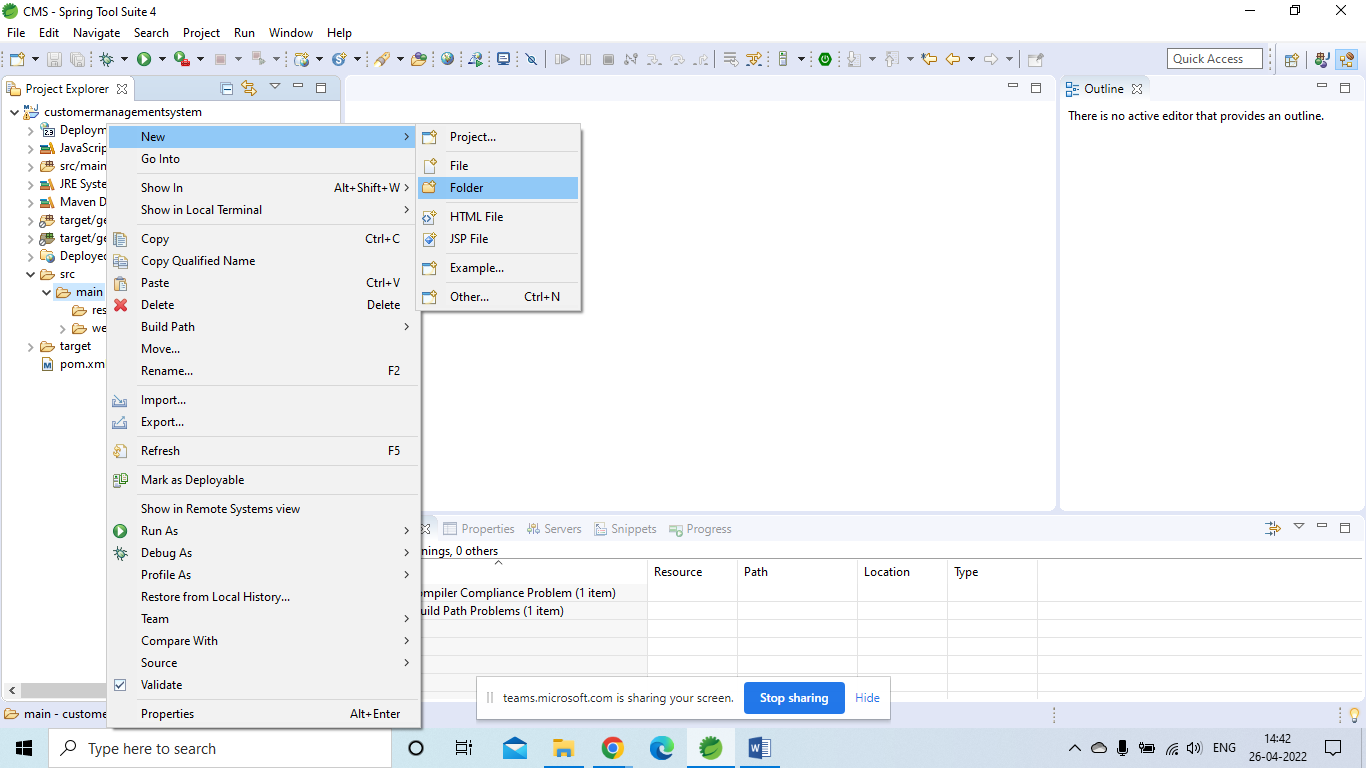 CMS - Spring Tool Suite 4
File Edit Navigate Search Project Run Window Help
Quick Access
Project Explorer
customermanagementsystem
Deploym
JavaScrip
src/main
JRE Syste
Maven D
target/ge
target/ge
Deployed
src
main
res
we
target
pom.xm
New
Go Into
Show In Alt+Shift+W
Show in Local Terminal
Copy Ctrl+C
Copy Qualified Name
Paste Ctrl+V
Delete Delete
Build Path
Move...
Rename... F2
Import...
Export...
Refresh F5
Mark as Deployable
Show in Remote Systems view
Run As
Debug As
Profile As
Restore from Local History...
Team
Compare With
Source
Validate
Properties Alt+Enter
Project...
File
Folder
HTML File
JSP File
Example...
Other... Ctrl+N
Outline
There is no active editor that provides an outline.
Properties Servers Snippets Progress
nings, 0 others
Resource Path Location Type
ompiler Compliance Problem (1 item)
uild Path Problems (1 item)
teams.microsoft.com is sharing your screen. Stop sharing Hide
main - custome
Type here to search
ENG
14:42
26-04-2022